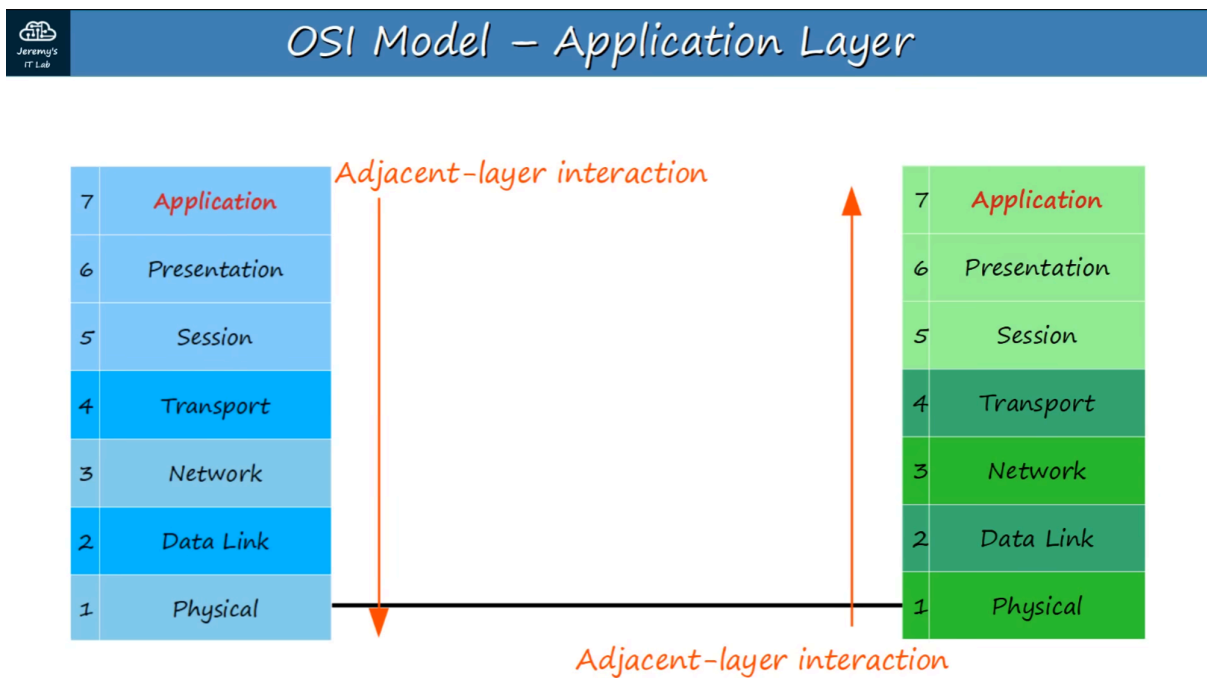 Jeremy's
IT Lab
OSI Model – Application Layer
Adjacent-layer interaction
7 Application
6 Presentation
5 Session
4 Transport
3 Network
2 Data Link
1 Physical
7 Application
6 Presentation
5 Session
4 Transport
3 Network
2 Data Link
1 Physical
Adjacent-layer interaction